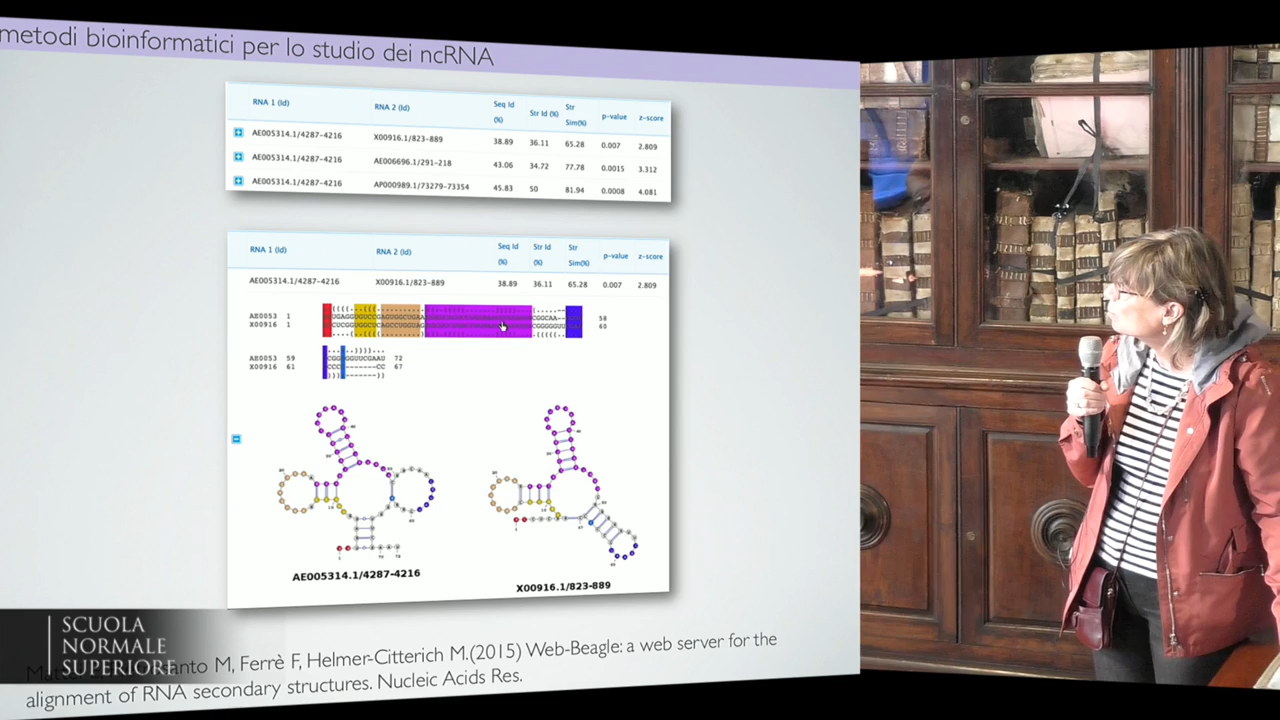 metodi bioinformatici per lo studio dei ncRNA
RNA 1 (Id) RNA 2 (Id) Seq Id (%) Str Id (%) Str Sim(%) p-value z-score
AE005314.1/4287-4216 X00916.1/823-889 38.89 36.11 65.28 0.007 2.809
AE005314.1/4287-4216 AE006696.1/291-218 43.06 34.72 77.78 0.0015 3.312
AE005314.1/4287-4216 AP000989.1/73279-73354 45.83 50 81.94 0.0008 4.081
RNA 1 (Id) RNA 2 (Id) Seq Id (%) Str Id (%) Str Sim(%) p-value z-score
AE005314.1/4287-4216 X00916.1/823-889 38.89 36.11 65.28 0.007 2.809
AE0053 1 58
X00916 1 60
AE0053 59 72
X00916 61 67
AE005314.1/4287-4216
X00916.1/823-889
SCUOLA
NORMALE
SUPERIORE
M, Ferrè F, Helmer-Citterich M.(2015) Web-Beagle: a web server for the
alignment of RNA secondary structures. Nucleic Acids Res.